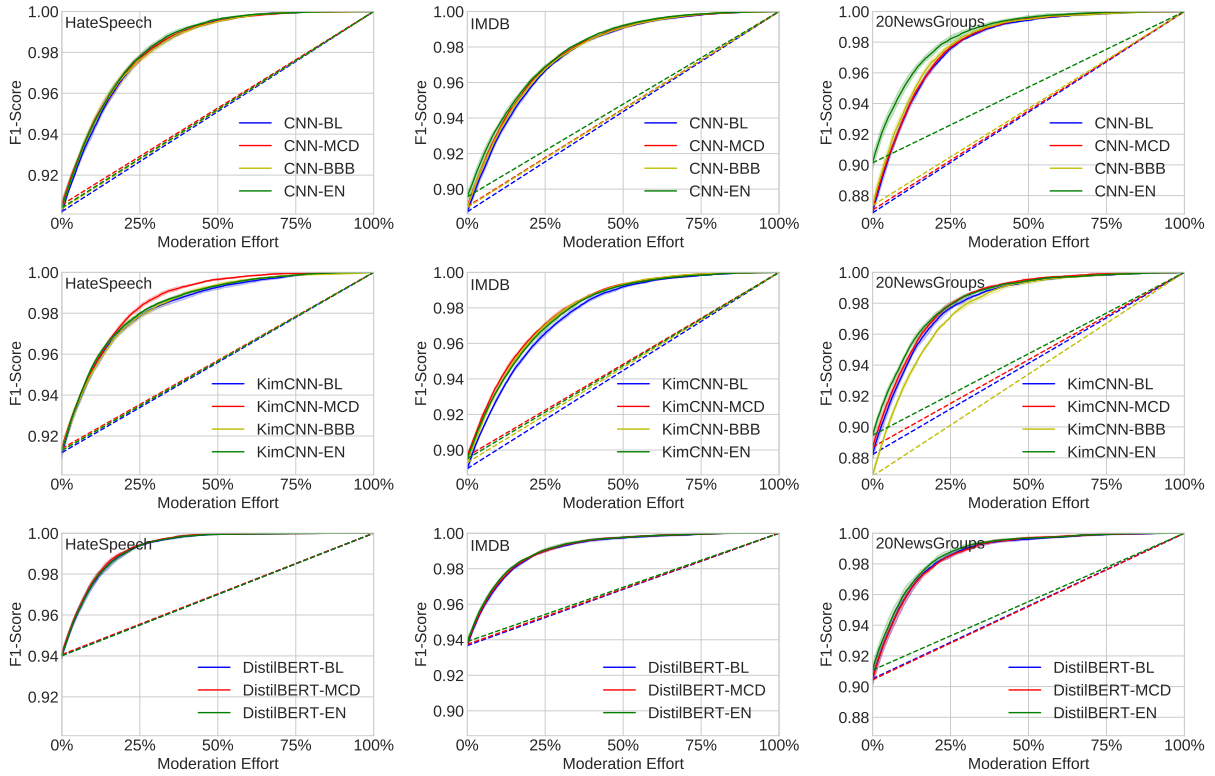 HateSpeech
1.00
0.98
0.96
0.94
0.92
F1-Score
CNN-BL
CNN-MCD
CNN-BBB
CNN-EN
0% 25% 50% 75% 100%
Moderation Effort
IMDB
1.00
0.98
0.96
0.94
0.92
0.90
F1-Score
CNN-BL
CNN-MCD
CNN-BBB
CNN-EN
0% 25% 50% 75% 100%
Moderation Effort
20NewsGroups
1.00
0.98
0.96
0.94
0.92
0.90
0.88
F1-Score
CNN-BL
CNN-MCD
CNN-BBB
CNN-EN
0% 25% 50% 75% 100%
Moderation Effort
HateSpeech
1.00
0.98
0.96
0.94
0.92
F1-Score
KimCNN-BL
KimCNN-MCD
KimCNN-BBB
KimCNN-EN
0% 25% 50% 75% 100%
Moderation Effort
IMDB
1.00
0.98
0.96
0.94
0.92
0.90
F1-Score
KimCNN-BL
KimCNN-MCD
KimCNN-BBB
KimCNN-EN
0% 25% 50% 75% 100%
Moderation Effort
20NewsGroups
1.00
0.98
0.96
0.94
0.92
0.90
0.88
F1-Score
KimCNN-BL
KimCNN-MCD
KimCNN-BBB
KimCNN-EN
0% 25% 50% 75% 100%
Moderation Effort
HateSpeech
1.00
0.98
0.96
0.94
0.92
F1-Score
DistilBERT-BL
DistilBERT-MCD
DistilBERT-EN
0% 25% 50% 75% 100%
Moderation Effort
IMDB
1.00
0.98
0.96
0.94
0.92
0.90
F1-Score
DistilBERT-BL
DistilBERT-MCD
DistilBERT-EN
0% 25% 50% 75% 100%
Moderation Effort
20NewsGroups
1.00
0.98
0.96
0.94
0.92
0.90
0.88
F1-Score
DistilBERT-BL
DistilBERT-MCD
DistilBERT-EN
0% 25% 50% 75% 100%
Moderation Effort